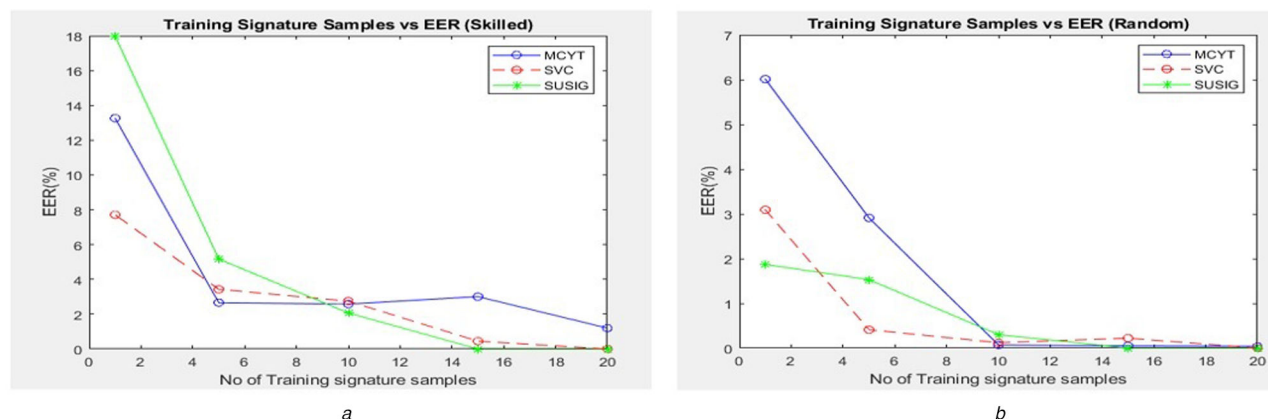 Training Signature Samples vs EER (Skilled)
18
16
14
12
10
8
6
4
2
0
EER(%)
MCYT
SVC
SUSIG
0 2 4 6 8 10 12 14 16 18 20
No of Training signature samples
a
Training Signature Samples vs EER (Random)
7
6
5
4
3
2
1
0
EER(%)
MCYT
SVC
SUSIG
0 2 4 6 8 10 12 14 16 18 20
No of Training signature samples
b